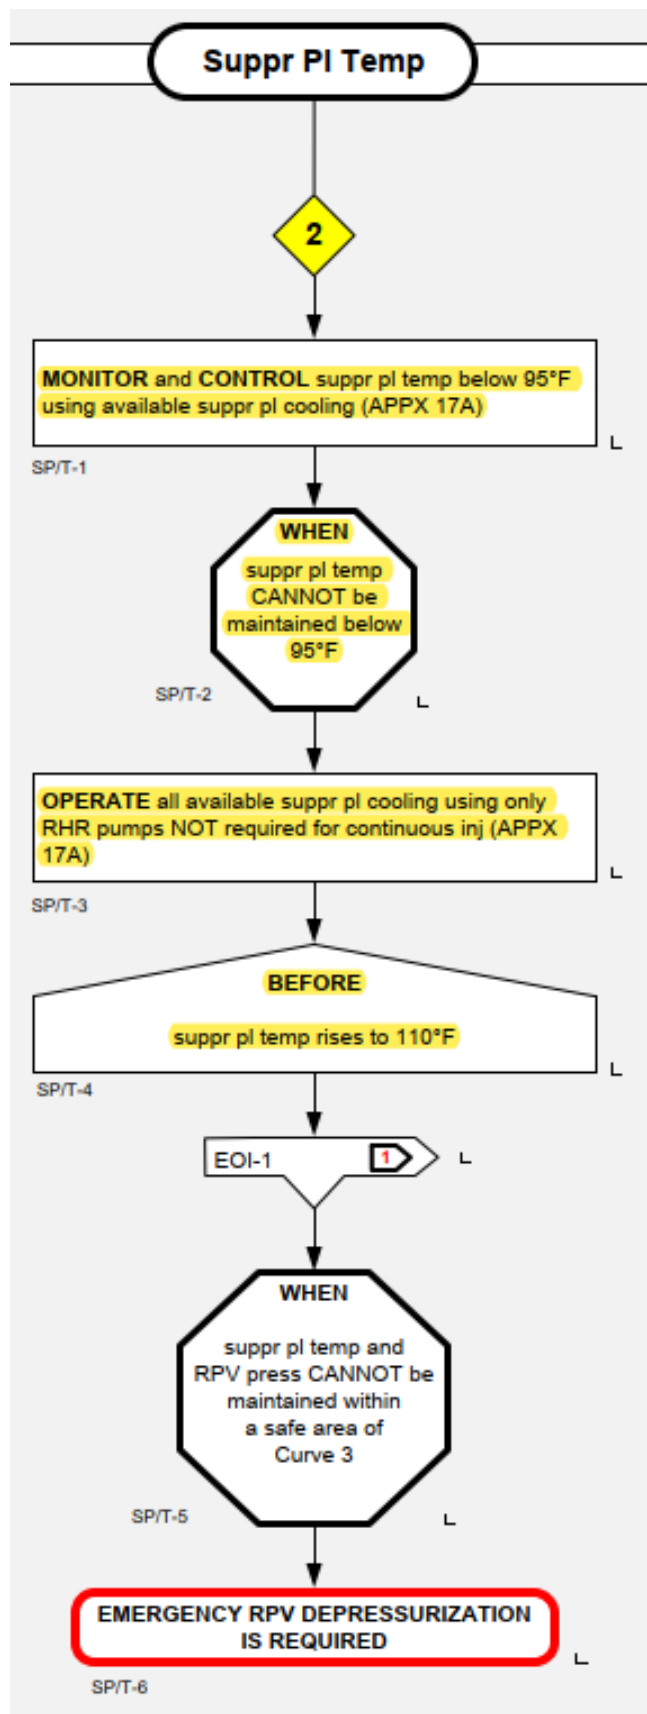 Suppr Pl Temp
2
MONITOR and CONTROL suppr pl temp below 95°F
using available suppr pl cooling (APPX 17A)
L
SP/T-1
WHEN
suppr pl temp
CANNOT be
maintained below
95°F
SP/T-2
L
OPERATE all available suppr pl cooling using only
RHR pumps NOT required for continuous inj (APPX
17A)
L
SP/T-3
BEFORE
suppr pl temp rises to 110°F
L
SP/T-4
EOI-1
1
L
WHEN
suppr pl temp and
RPV press CANNOT be
maintained within
a safe area of
Curve 3
SP/T-5
L
EMERGENCY RPV DEPRESSURIZATION
IS REQUIRED
L
SP/T-6